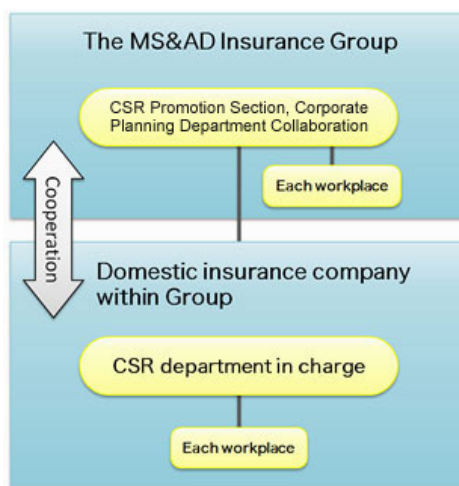 The MS&AD Insurance Group
CSR Promotion Section, Corporate
Planning Department Collaboration
Each workplace
Cooperation
Domestic insurance company
within Group
CSR department in charge
Each workplace